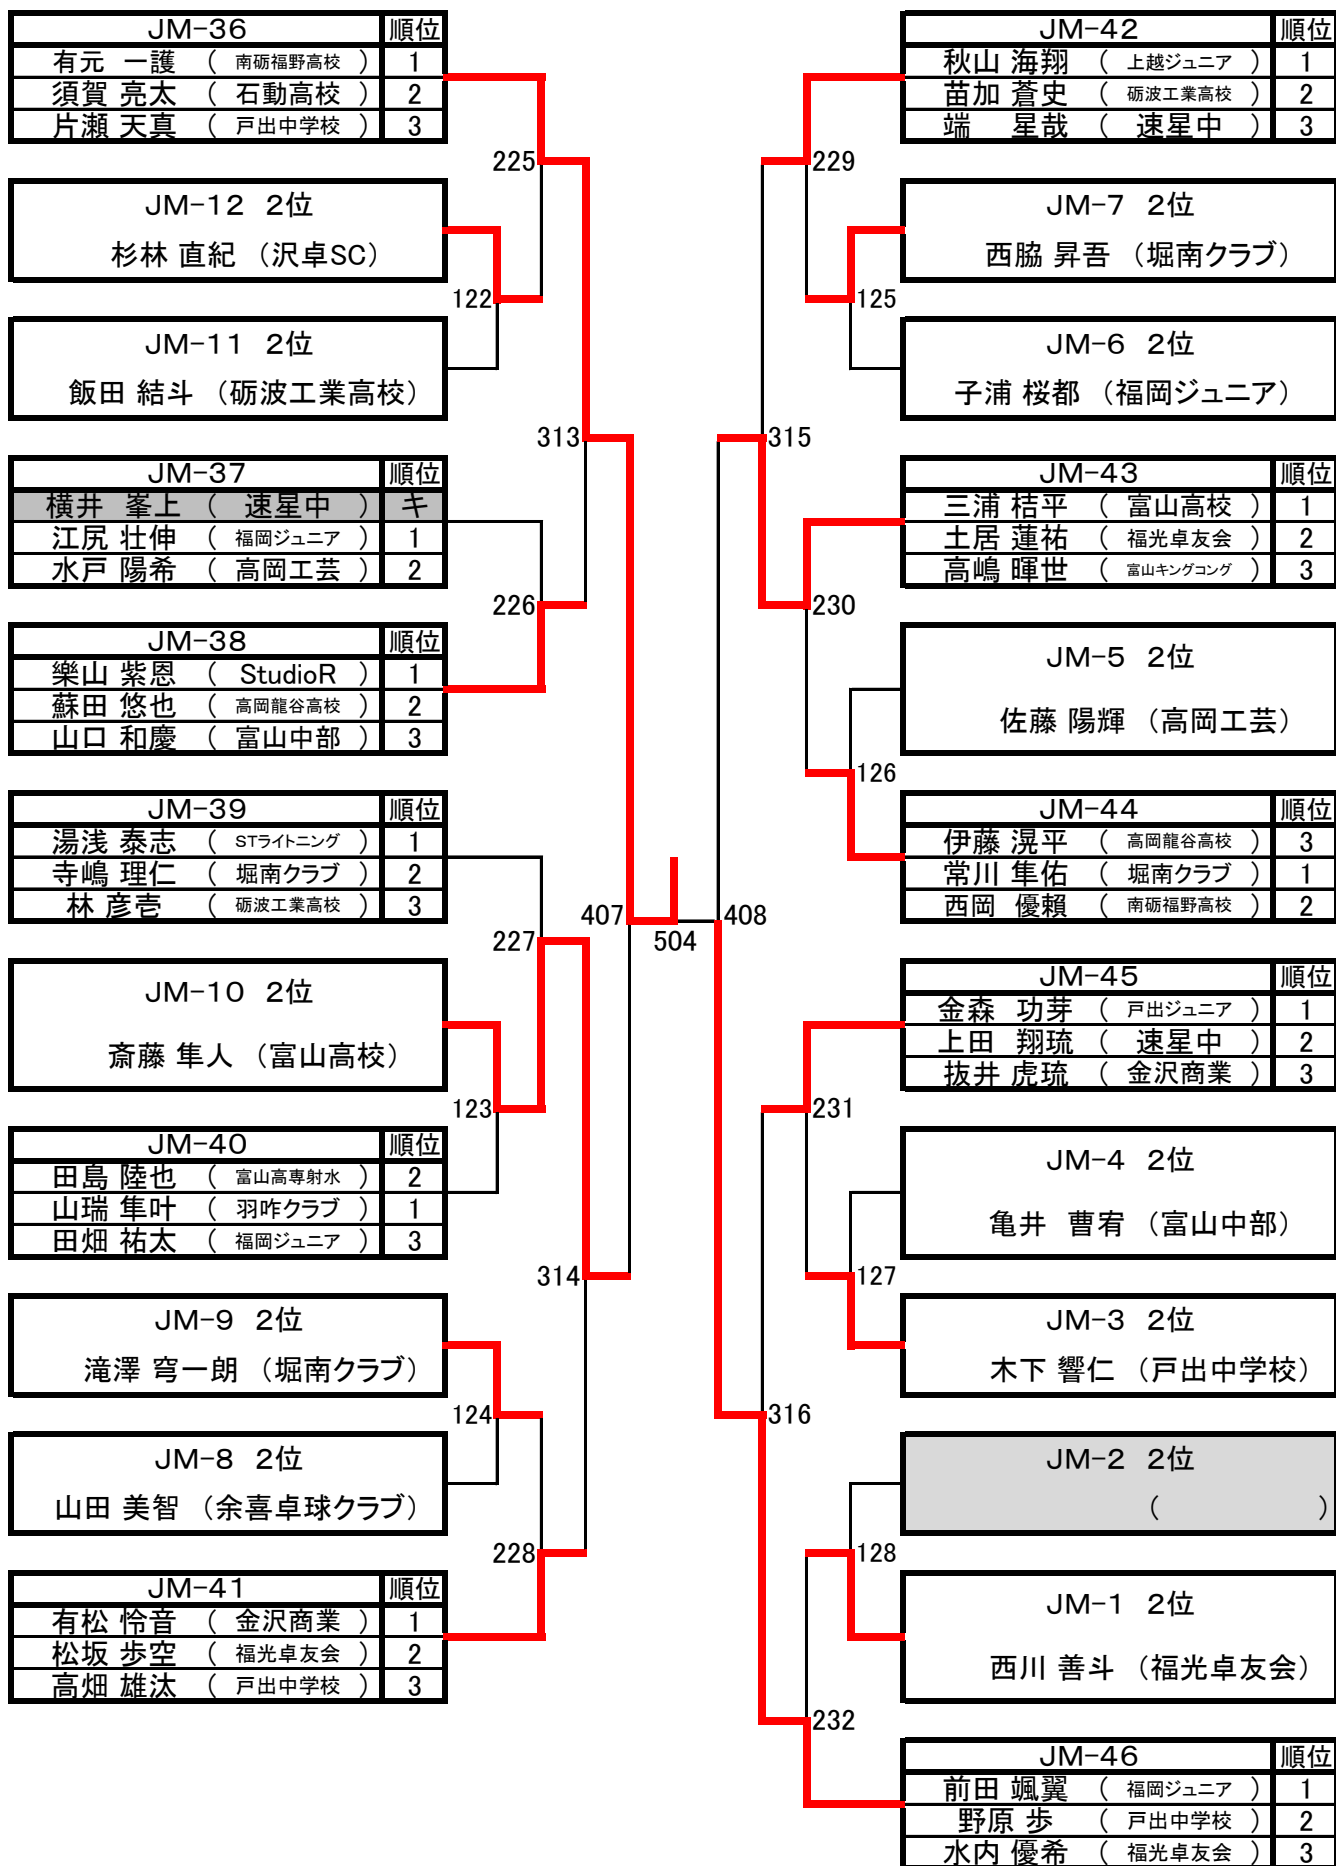 JM-36 順位
有元 一護 ( 南砺福野高校 ) 1
須賀 亮太 ( 石動高校 ) 2
片瀬 天真 ( 戸出中学校 ) 3
225
JM-12 2位
杉林 直紀 (沢卓SC)
122
JM-11 2位
飯田 結斗 (砺波工業高校)
313
JM-37 順位
横井 峯上 ( 速星中 ) キ
江尻 壮伸 ( 福岡ジュニア ) 1
水戸 陽希 ( 高岡工芸 ) 2
226
JM-38 順位
樂山 紫恩 ( StudioR ) 1
蘇田 悠也 ( 高岡龍谷高校 ) 2
山口 和慶 ( 富山中部 ) 3
JM-39 順位
湯浅 泰志 ( STライトニング ) 1
寺嶋 理仁 ( 堀南クラブ ) 2
林 彦壱 ( 砺波工業高校 ) 3
407
504
408
227
JM-10 2位
斎藤 隼人 (富山高校)
123
JM-40 順位
田島 陸也 ( 富山高専射水 ) 2
山瑞 隼叶 ( 羽咋クラブ ) 1
田畑 祐太 ( 福岡ジュニア ) 3
314
JM-9 2位
滝澤 穹一朗 (堀南クラブ)
124
JM-8 2位
山田 美智 (余喜卓球クラブ)
228
JM-41 順位
有松 怜音 ( 金沢商業 ) 1
松坂 歩空 ( 福光卓友会 ) 2
高畑 雄汰 ( 戸出中学校 ) 3
JM-42 順位
秋山 海翔 ( 上越ジュニア ) 1
苗加 蒼史 ( 砺波工業高校 ) 2
端 星哉 ( 速星中 ) 3
229
JM-7 2位
西脇 昇吾 (堀南クラブ)
125
JM-6 2位
子浦 桜都 (福岡ジュニア)
315
JM-43 順位
三浦 桔平 ( 富山高校 ) 1
土居 蓮祐 ( 福光卓友会 ) 2
高嶋 暉世 ( 富山キングコング ) 3
230
JM-5 2位
佐藤 陽輝 (高岡工芸)
126
JM-44 順位
伊藤 滉平 ( 高岡龍谷高校 ) 3
常川 隼佑 ( 堀南クラブ ) 1
西岡 優賴 ( 南砺福野高校 ) 2
JM-45 順位
金森 功芽 ( 戸出ジュニア ) 1
上田 翔琉 ( 速星中 ) 2
抜井 虎琉 ( 金沢商業 ) 3
231
JM-4 2位
亀井 曹宥 (富山中部)
127
JM-3 2位
木下 響仁 (戸出中学校)
316
JM-2 2位
( )
128
JM-1 2位
西川 善斗 (福光卓友会)
232
JM-46 順位
前田 颯翼 ( 福岡ジュニア ) 1
野原 歩 ( 戸出中学校 ) 2
水内 優希 ( 福光卓友会 ) 3